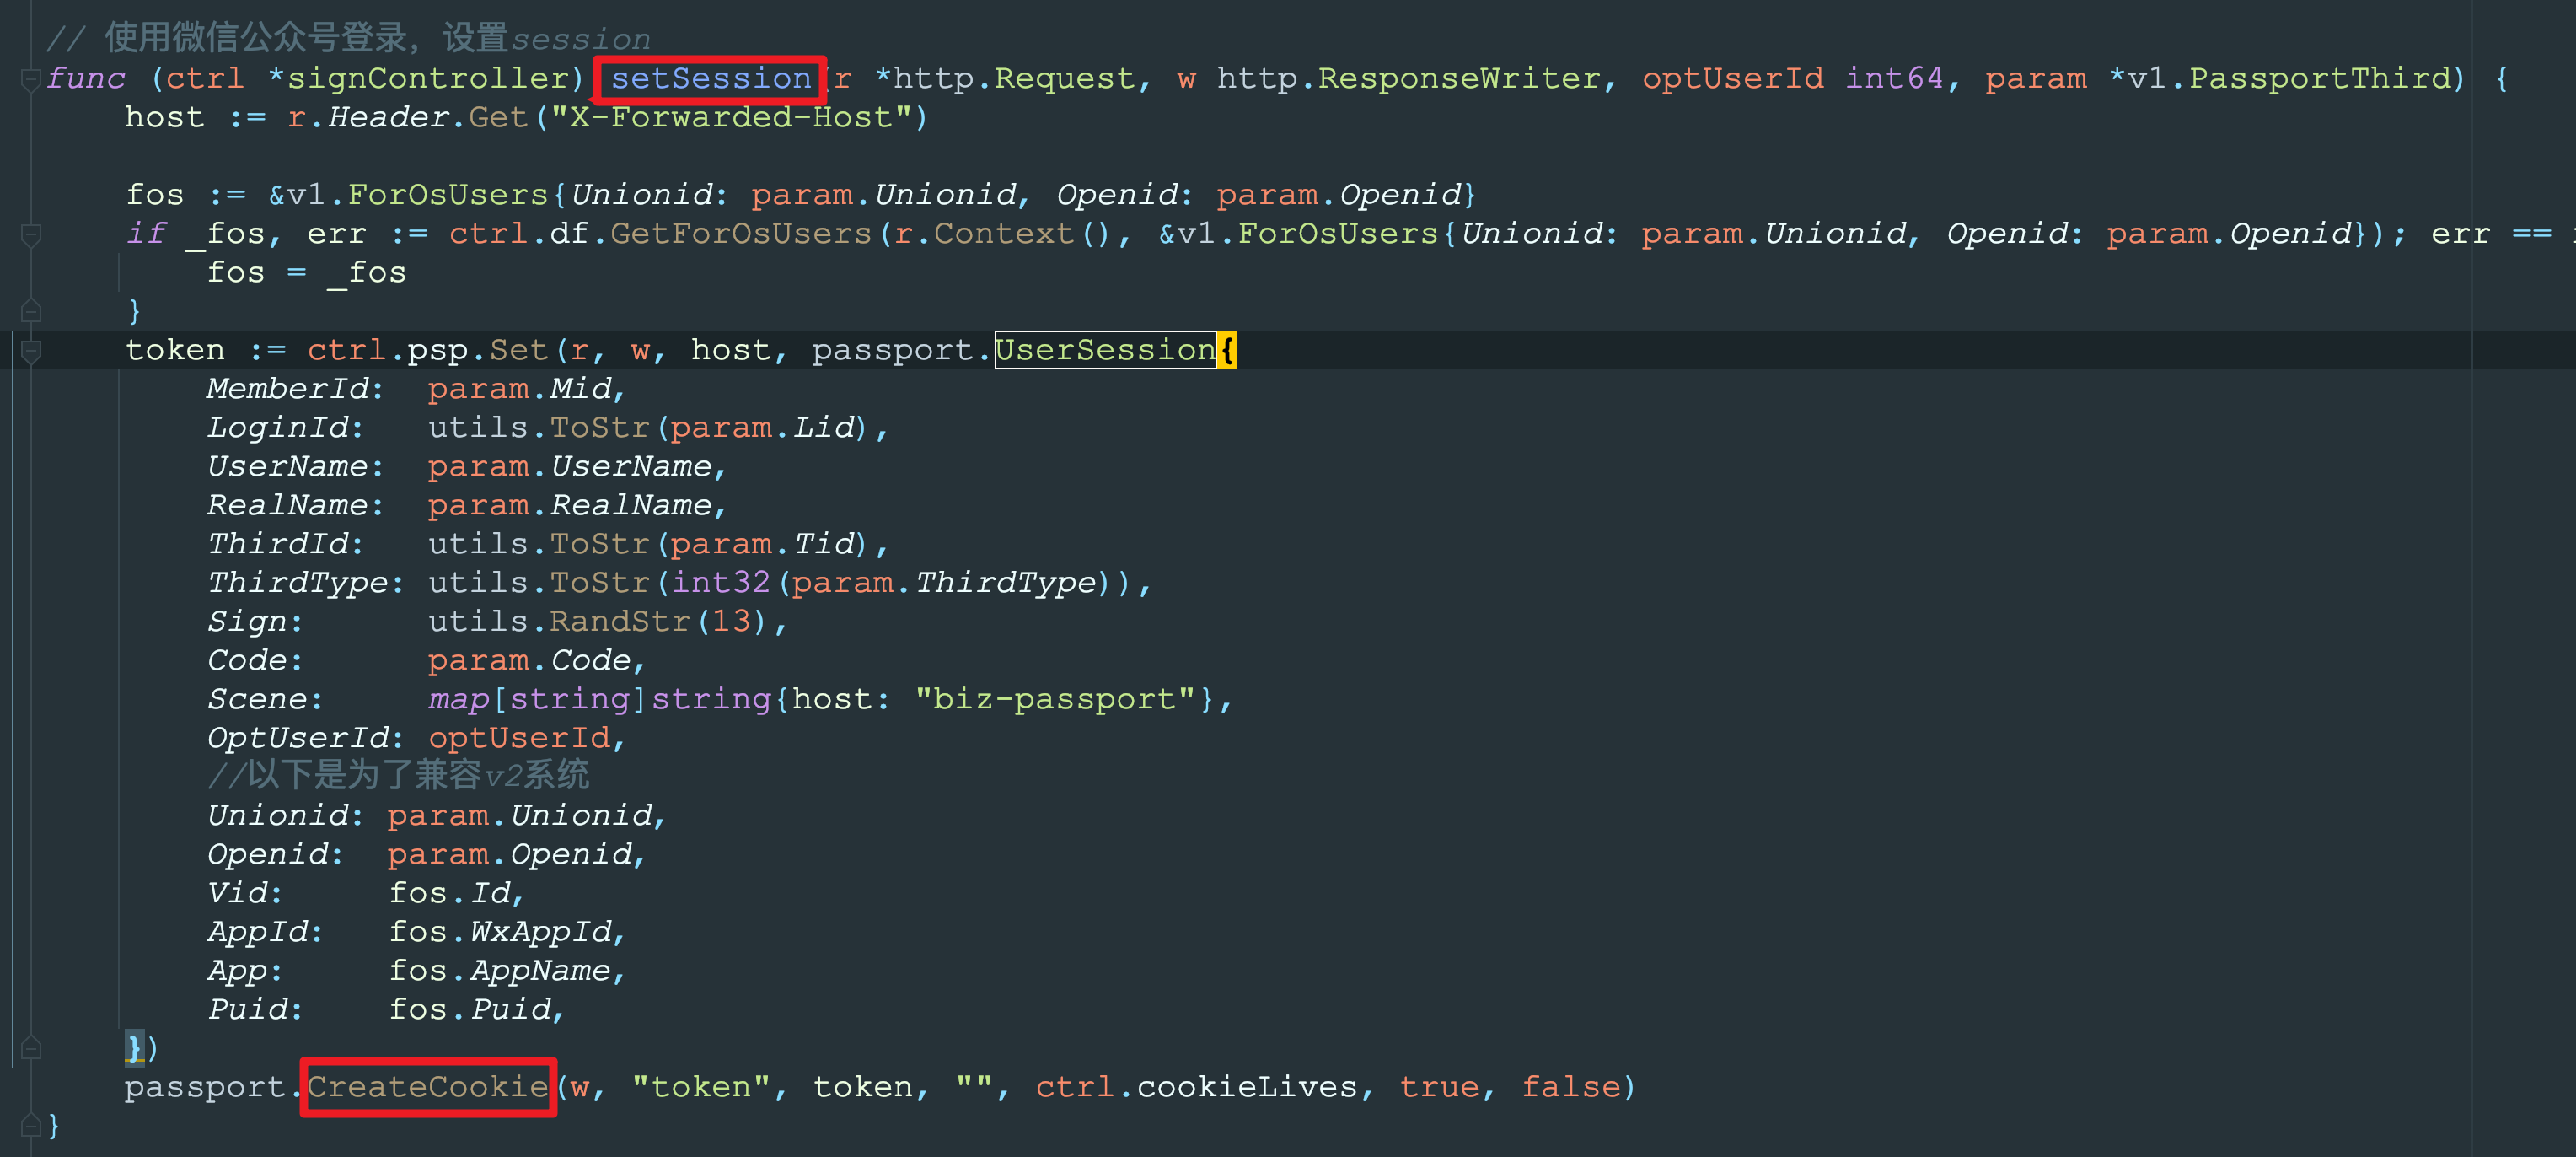 // 使用微信公众号登录, 设置session
func (ctrl *signController) setSession(r *http.Request, w http.ResponseWriter, optUserId int64, param *v1.PassportThird) {
host := r.Header.Get("X-Forwarded-Host")
fos := &v1.ForOsUsers{Unionid: param.Unionid, Openid: param.Openid}
if _fos, err := ctrl.df.GetForOsUsers(r.Context(), &v1.ForOsUsers{Unionid: param.Unionid, Openid: param.Openid}); err ==
fos = _fos
}
token := ctrl.psp.Set(r, w, host, passport.UserSession{
MemberId: param.Mid,
LoginId: utils.ToStr(param.Lid),
UserName: param.UserName,
RealName: param.RealName,
ThirdId: utils.ToStr(param.Tid),
ThirdType: utils.ToStr(int32(param.ThirdType)),
Sign: utils.RandStr(13),
Code: param.Code,
Scene: map[string]string{host: "biz-passport"},
OptUserId: optUserId,
//以下是为了兼容v2系统
Unionid: param.Unionid,
Openid: param.Openid,
Vid: fos.Id,
AppId: fos.WxAppId,
App: fos.AppName,
Puid: fos.Puid,
})
passport.CreateCookie(w, "token", token, "", ctrl.cookieLives, true, false)
}